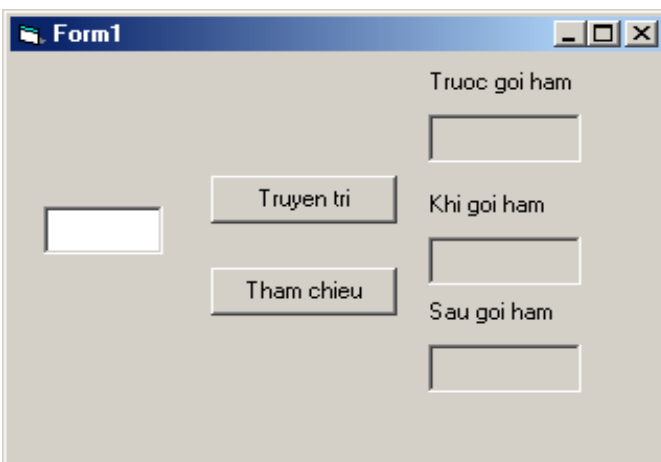 Form1
Truoc goi ham
Truyen tri
Khi goi ham
Tham chieu
Sau goi ham